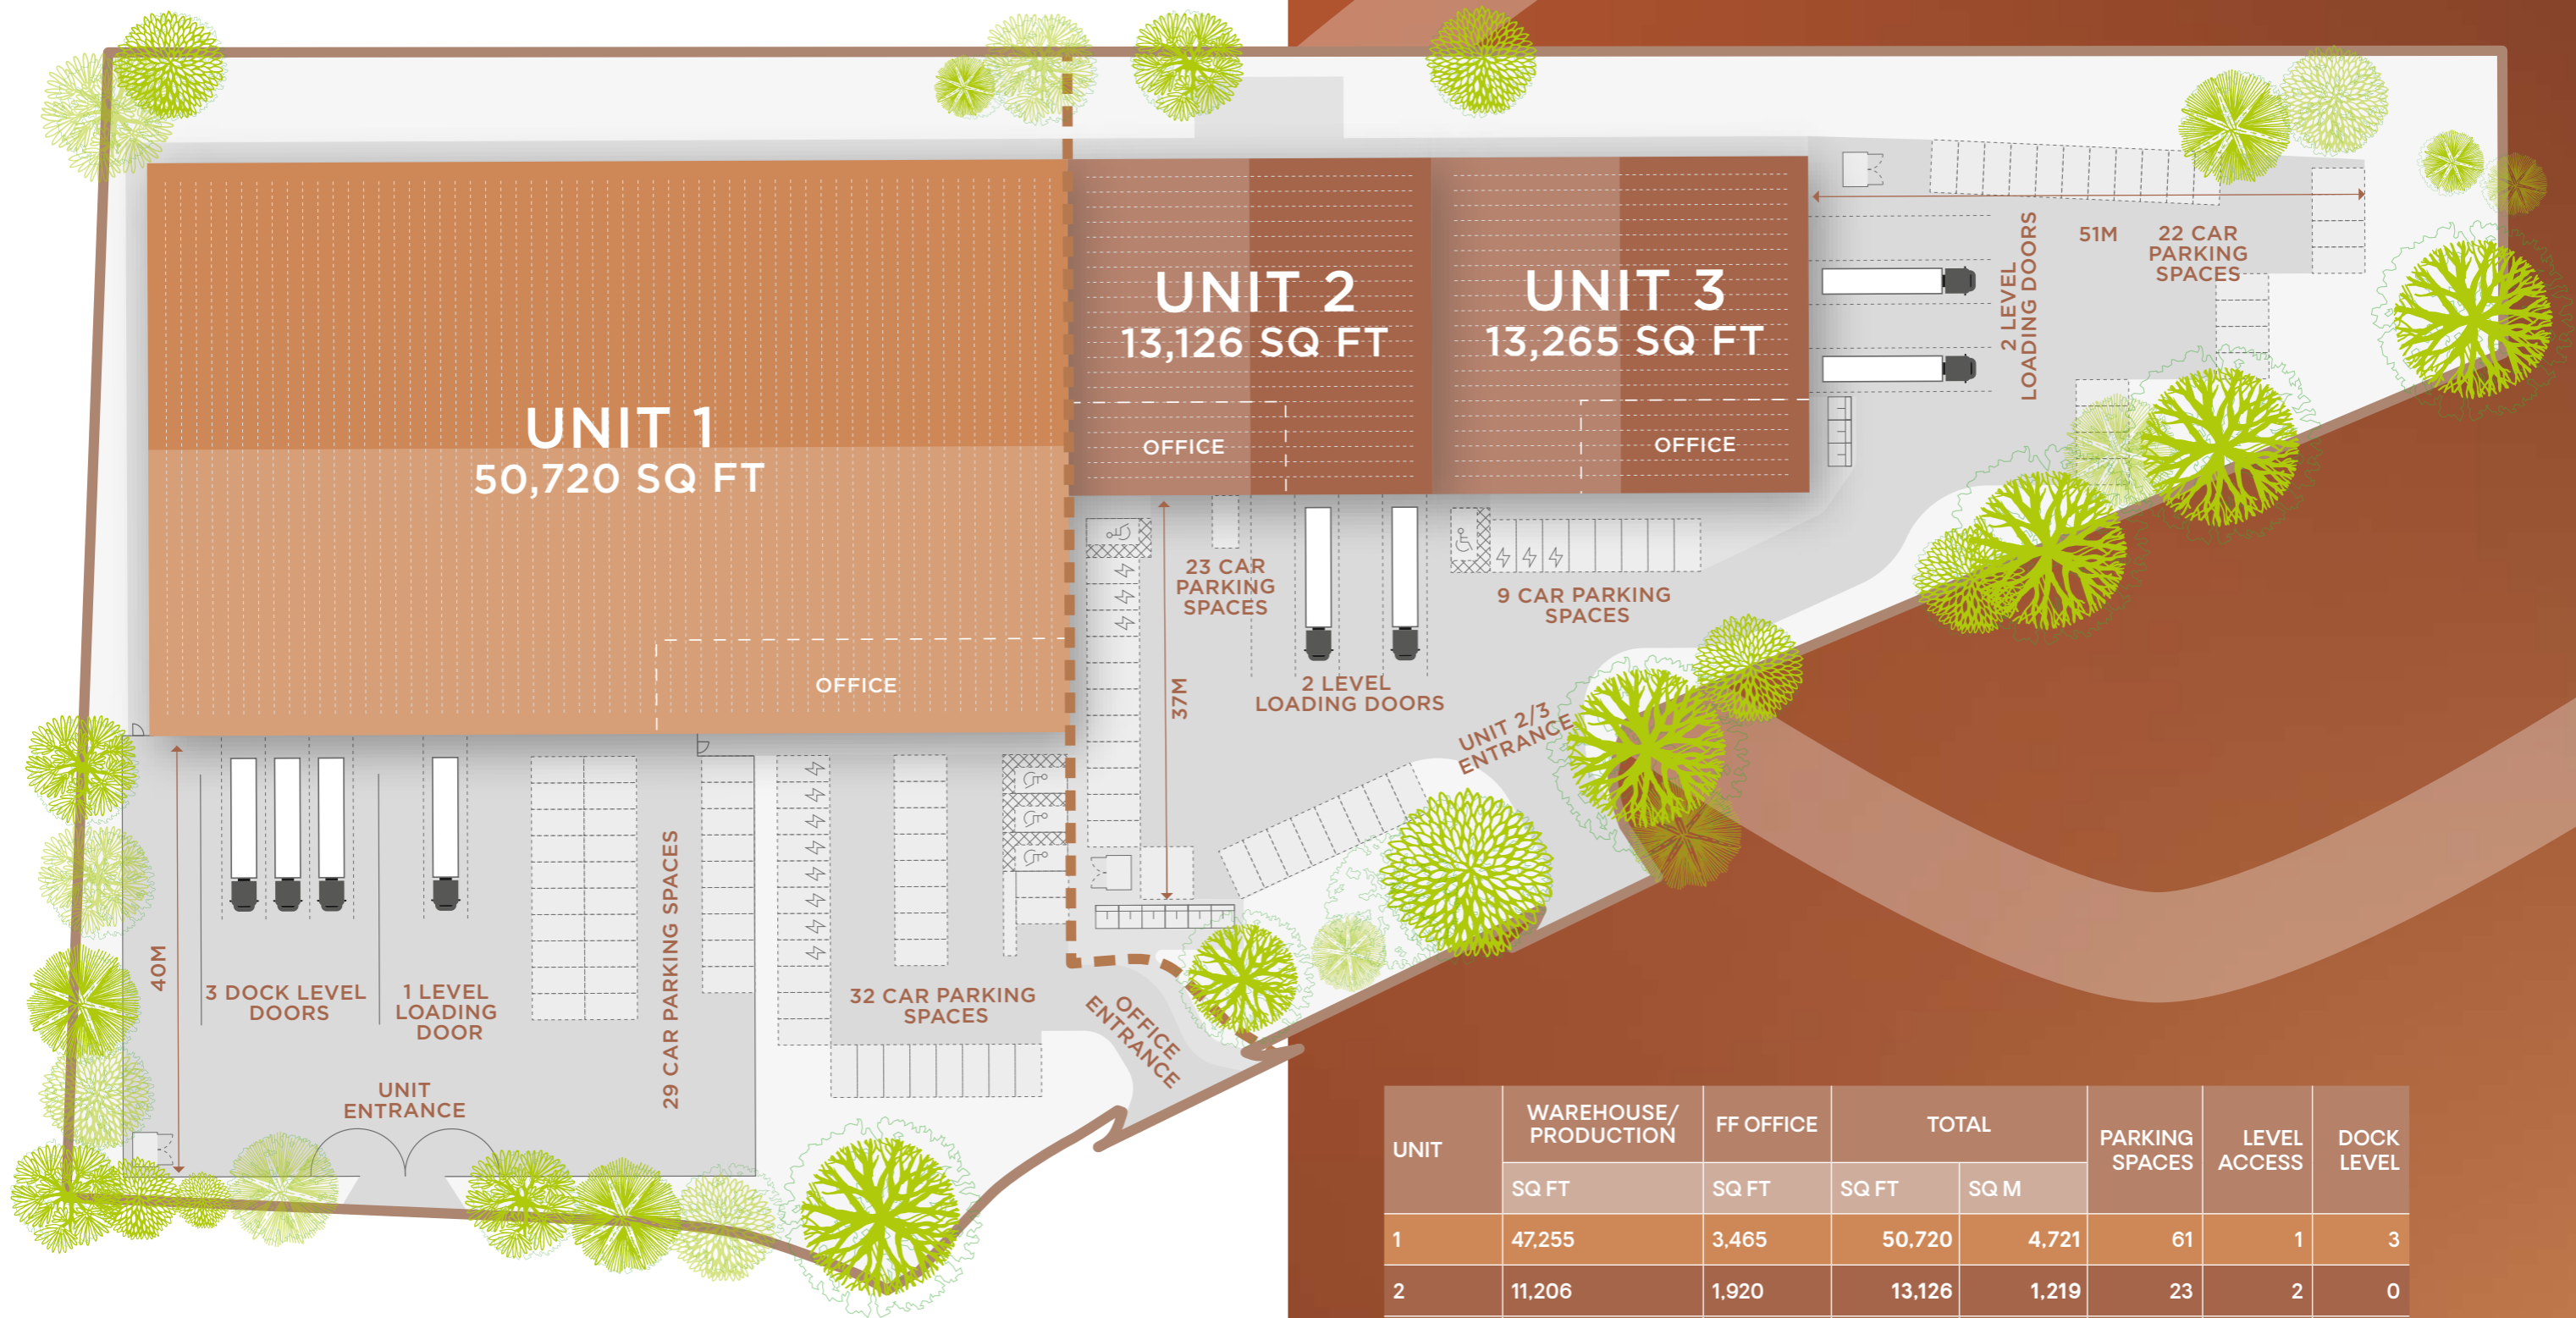 UNIT 1
50,720 SQ FT
OFFICE
UNIT 2
13,126 SQ FT
OFFICE
UNIT 3
13,265 SQ FT
OFFICE
2 LEVEL
LOADING DOORS
51M
22 CAR
PARKING
SPACES
23 CAR
PARKING
SPACES
37M
2 LEVEL
LOADING DOORS
9 CAR PARKING
SPACES
UNIT 2/3
ENTRANCE
40M
3 DOCK LEVEL
DOORS
1 LEVEL
LOADING
DOOR
29 CAR PARKING SPACES
32 CAR PARKING
SPACES
OFFICE
ENTRANCE
UNIT
ENTRANCE
UNIT WAREHOUSE/ PRODUCTION FF OFFICE TOTAL PARKING SPACES LEVEL ACCESS DOCK LEVEL
SQ FT SQ FT SQ FT SQ M
1 47,255 3,465 50,720 4,721 61 1 3
2 11,206 1,920 13,126 1,219 23 2 0